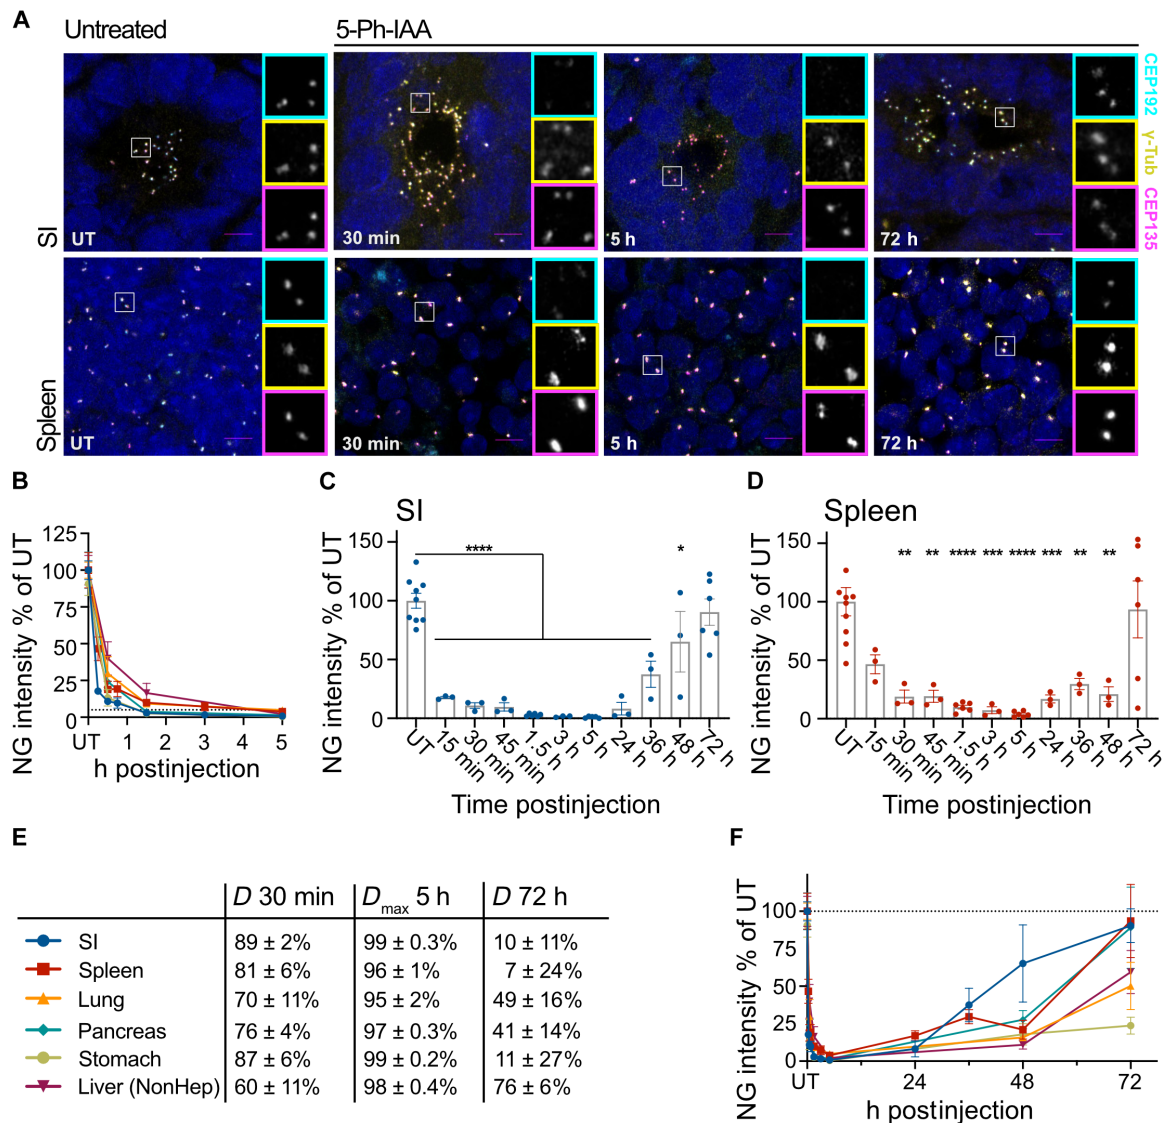 A
Untreated
5-Ph-IAA
CEP192
γ-Tub
CEP135
SI
UT
30 min
5 h
72 h
Spleen
UT
30 min
5 h
72 h
B
NG intensity % of UT
125
100
75
50
25
0
UT 1 2 3 4 5
h postinjection
C
SI
NG intensity % of UT
150
100
50
0
****
*
UT
15 min
30 min
45 min
1.5 h
3 h
5 h
24 h
36 h
48 h
72 h
Time postinjection
D
Spleen
NG intensity % of UT
150
100
50
0
** ** **** *** **** *** ** **
UT
15 min
30 min
45 min
1.5 h
3 h
5 h
24 h
36 h
48 h
72 h
Time postinjection
E
D 30 min Dmax 5 h D 72 h
SI 89 ± 2% 99 ± 0.3% 10 ± 11%
Spleen 81 ± 6% 96 ± 1% 7 ± 24%
Lung 70 ± 11% 95 ± 2% 49 ± 16%
Pancreas 76 ± 4% 97 ± 0.3% 41 ± 14%
Stomach 87 ± 6% 99 ± 0.2% 11 ± 27%
Liver (NonHep) 60 ± 11% 98 ± 0.4% 76 ± 6%
F
NG intensity % of UT
100
50
25
0
UT 24 48 72
h postinjection